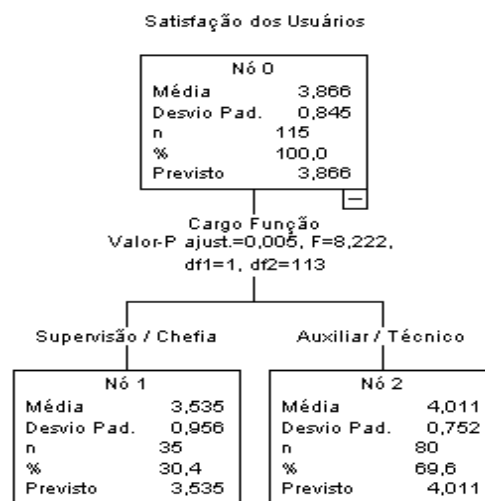 Satisfação dos Usuários
Nó 0
Média 3,866
Desvio Pad. 0,845
n 115
% 100,0
Previsto 3,866
Cargo Função
Valor-P ajust.=0,005, F=8,222,
df1=1, df2=113
Supervisão / Chefia
Auxiliar / Técnico
Nó 1
Média 3,535
Desvio Pad. 0,956
n 35
% 30,4
Previsto 3,535
Nó 2
Média 4,011
Desvio Pad. 0,752
n 80
% 69,6
Previsto 4,011